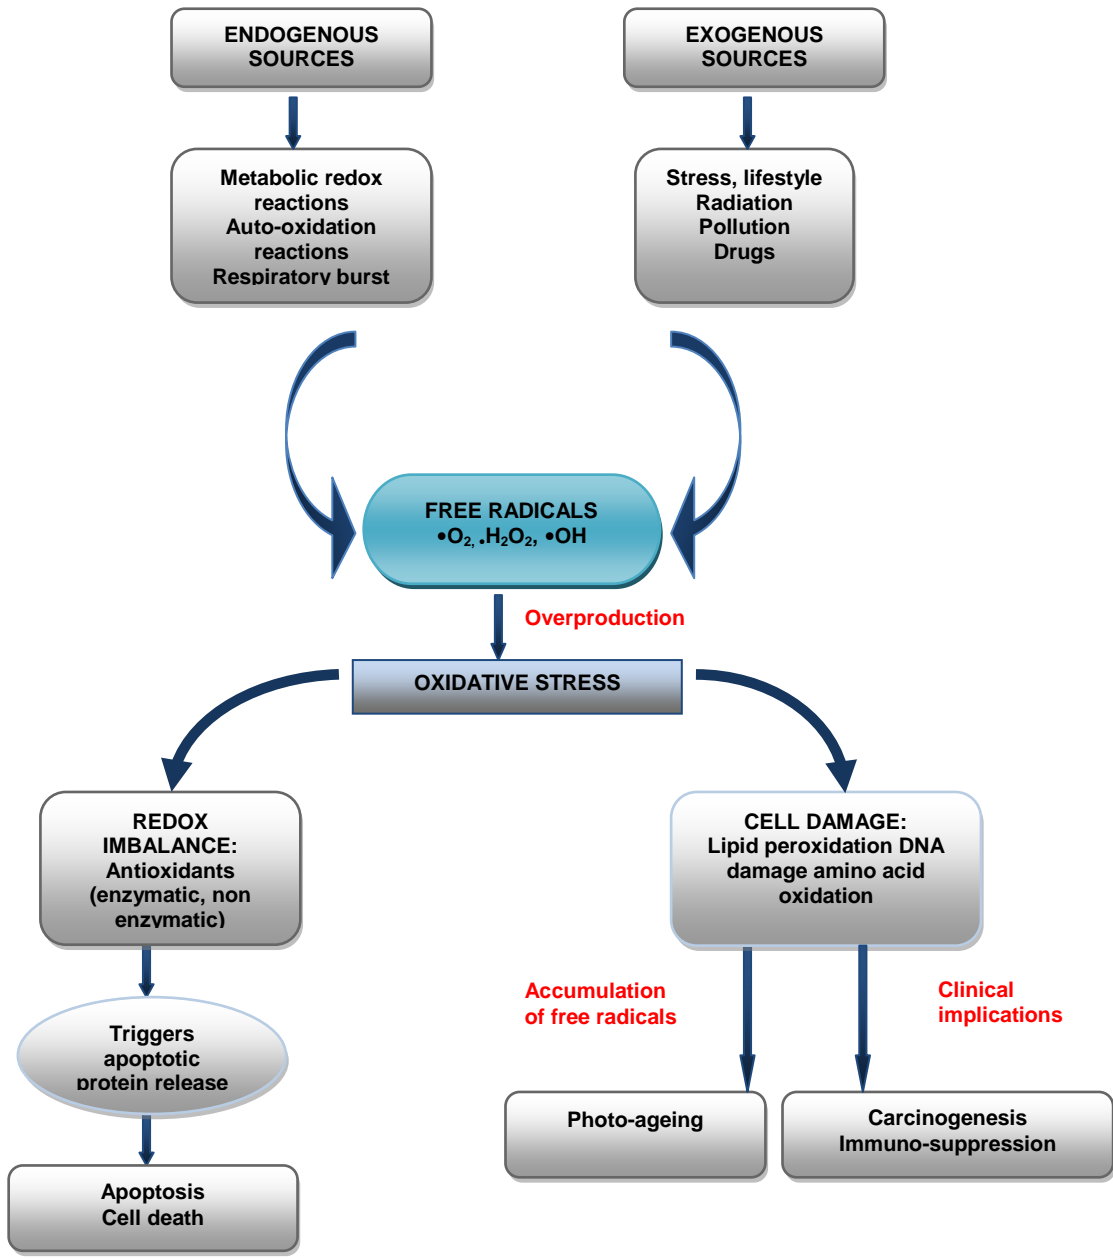 ENDOGENOUS
SOURCES
EXOGENOUS
SOURCES
Metabolic redox
reactions
Auto-oxidation
reactions
Respiratory burst
Stress, lifestyle
Radiation
Pollution
Drugs
FREE RADICALS
•O₂, .H₂O₂, •OH
Overproduction
OXIDATIVE STRESS
REDOX
IMBALANCE:
Antioxidants
(enzymatic, non
enzymatic)
CELL DAMAGE:
Lipid peroxidation DNA
damage amino acid
oxidation
Accumulation
of free radicals
Clinical
implications
Triggers
apoptotic
protein release
Photo-ageing
Carcinogenesis
Immuno-suppression
Apoptosis
Cell death